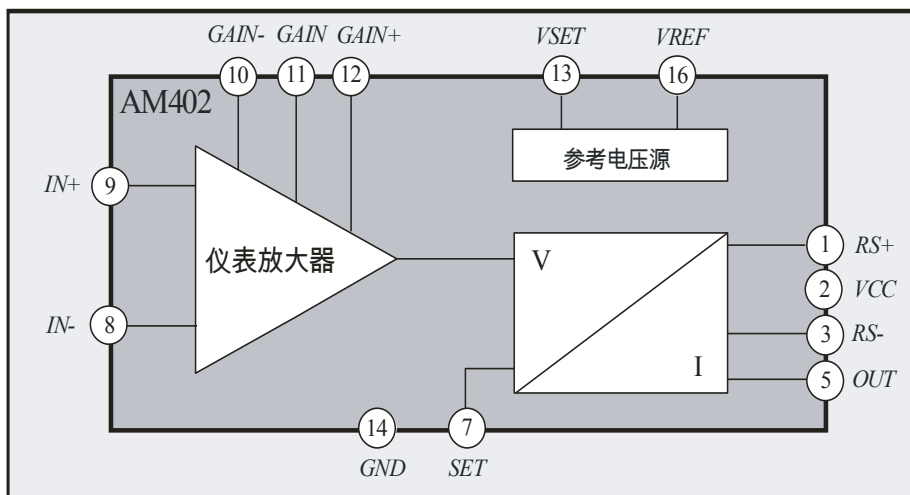 GAIN- GAIN GAIN+ VSET VREF
10 11 12 13 16
AM402
参考电压源
IN+ 9
仪表放大器
V
1 RS+
2 VCC
IN- 8
3 RS-
I
5 OUT
14 7
GND SET